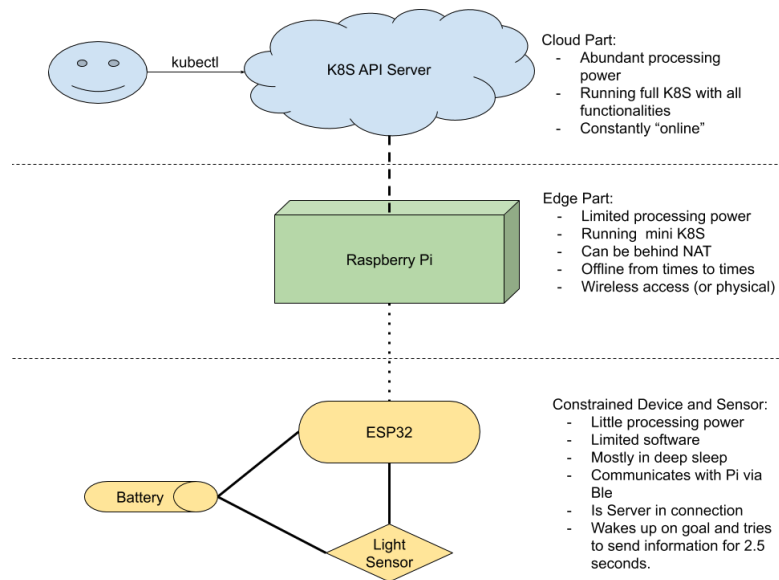 kubectl
K8S API Server
Cloud Part:
- Abundant processing
power
- Running full K8S with all
functionalities
- Constantly “online”
Raspberry Pi
Edge Part:
- Limited processing power
- Running mini K8S
- Can be behind NAT
- Offline from times to times
- Wireless access (or physical)
ESP32
Battery
Light
Sensor
Constrained Device and Sensor:
- Little processing power
- Limited software
- Mostly in deep sleep
- Communicates with Pi via
Ble
- Is Server in connection
- Wakes up on goal and tries
to send information for 2.5
seconds.